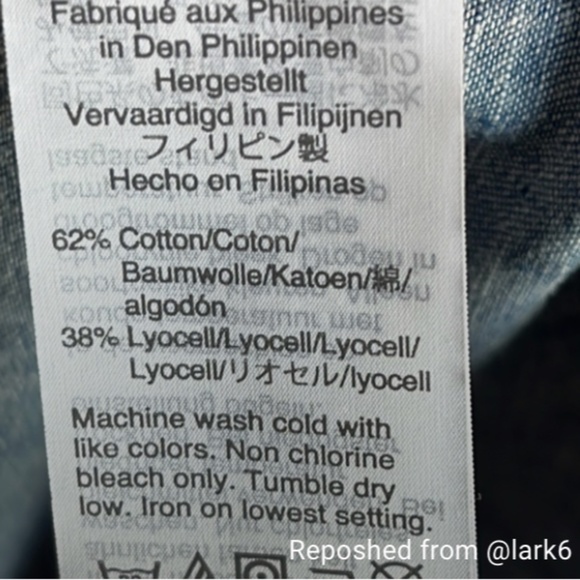 Fabriqué aux Philippines
in Den Philippinen
Hergestellt
Vervaardigd in Filipijnen
フィリピン製
Hecho en Filipinas
62% Cotton/Coton/
Baumwolle/Katoen/綿/
algodón
38% Lyocell/Lyocell/Lyocell/
Lyocell/リオセル/lyocell
Machine wash cold with
like colors. Non chlorine
bleach only. Tumble dry
low. Iron on lowest setting.
Reposhed from @lark6